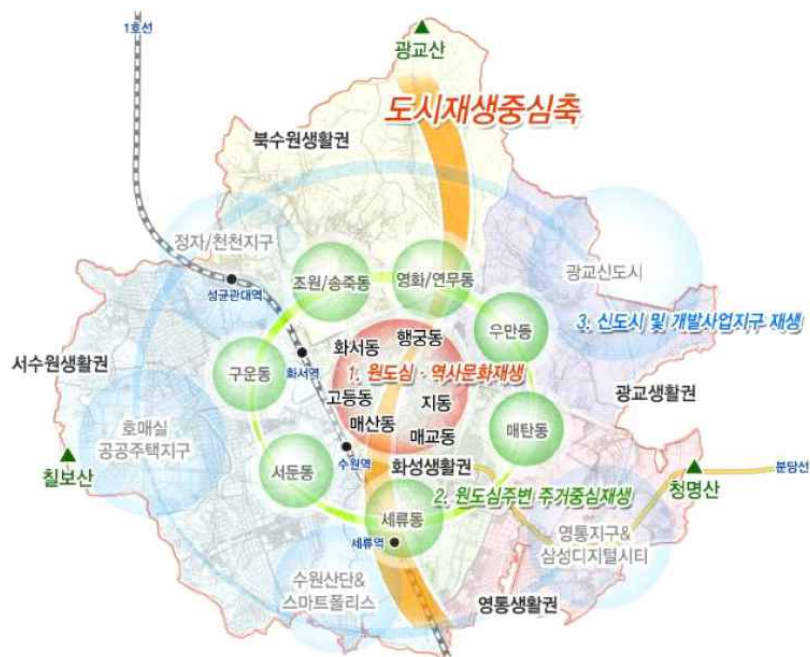 1호선
광교산
도시재생중심축
북수원생활권
정자/천천지구
광교신도시
조원/송죽동
영화/연무동
성균관대역
우만동
3. 신도시 및 개발사업지구 재생
행궁동
화서동
서수원생활권
구운동
화서역
1. 원도심 - 역사문화재생
광교생활권
고등동
지동
호매실
공공주택지구
매산동
매교동
매탄동
칠보산
서둔동
수원역
화성생활권
청명산
분당선
2. 원도심주변 주거중심재생
세류동
세류역
영통지구&
삼성디지털시티
수원산단&
스마트폴리스
영통생활권